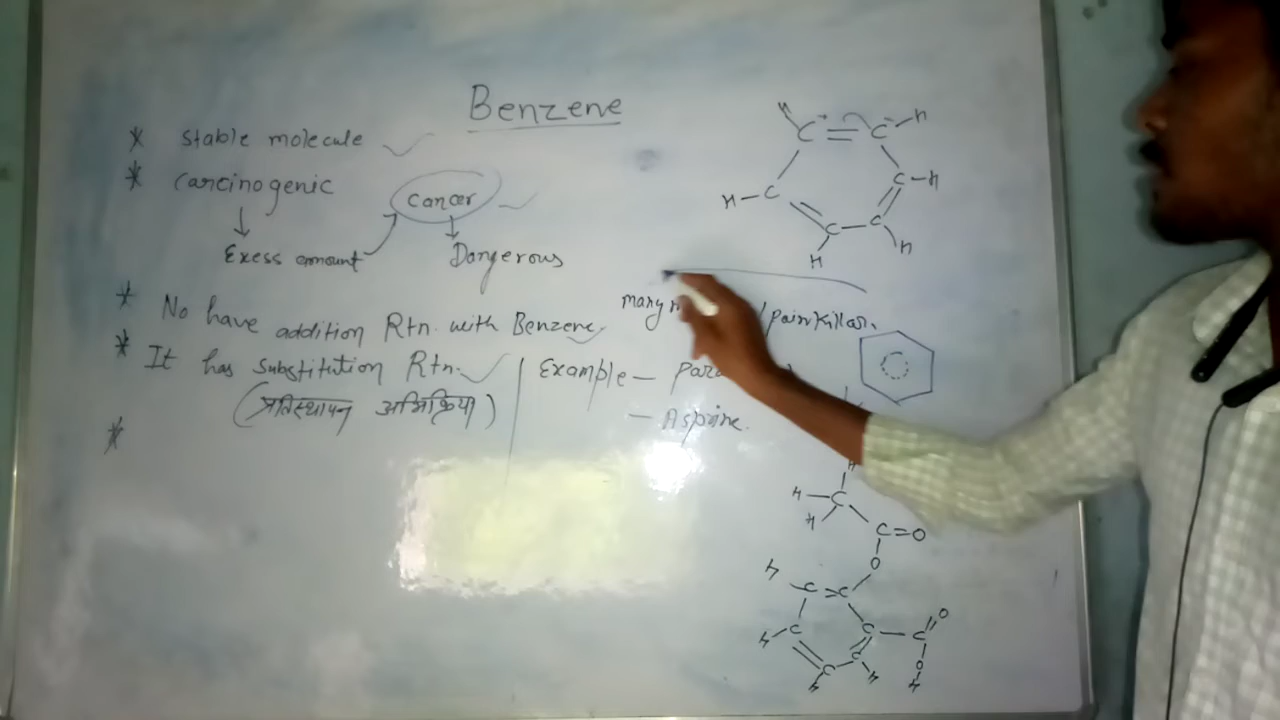 Benzene
* Stable molecule
* Carcinogenic
Cancer
Exess amount
Dangerous
* No have addition Rtn. with Benzene
many
/painkillar.
* It has substitution Rtn.
Example —
(प्रतिस्थापन अभिक्रिया)
— Asprine.
*
H C = C H
C - H
H - C
C - C
H
H
H
H - C
H
C = O
O
H C = C
O
H C C - C
C C O
H H H